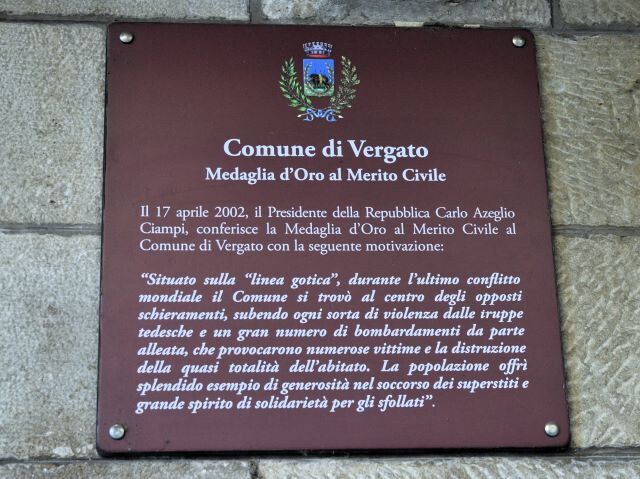 Comune di Vergato
Medaglia d'Oro al Merito Civile
Il 17 aprile 2002, il Presidente della Repubblica Carlo Azeglio
Ciampi, conferisce la Medaglia d'Oro al Merito Civile al
Comune di Vergato con la seguente motivazione:
"Situato sulla "linea gotica", durante l'ultimo conflitto
mondiale il Comune si trovò al centro degli opposti
schieramenti, subendo ogni sorta di violenza dalle truppe
tedesche e un gran numero di bombardamenti da parte
alleata, che provocarono numerose vittime e la distruzione
della quasi totalità dell'abitato. La popolazione offrì
splendido esempio di generosità nel soccorso dei superstiti e
grande spirito di solidarietà per gli sfollati".